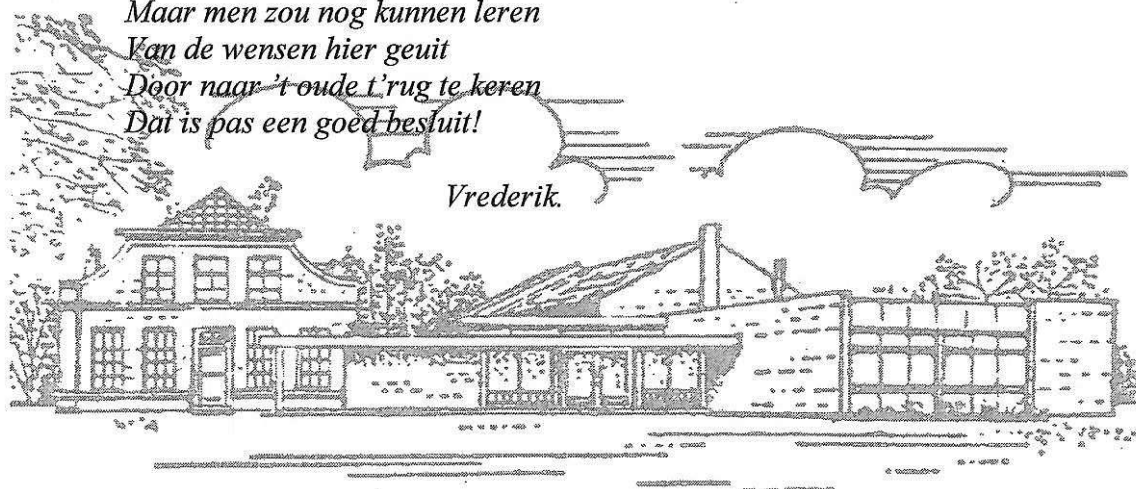 Maar men zou nog kunnen leren
Van de wensen hier geuit
Door naar 't oude t'rug te keren
Dat is pas een goed besluit!
Vrederik.